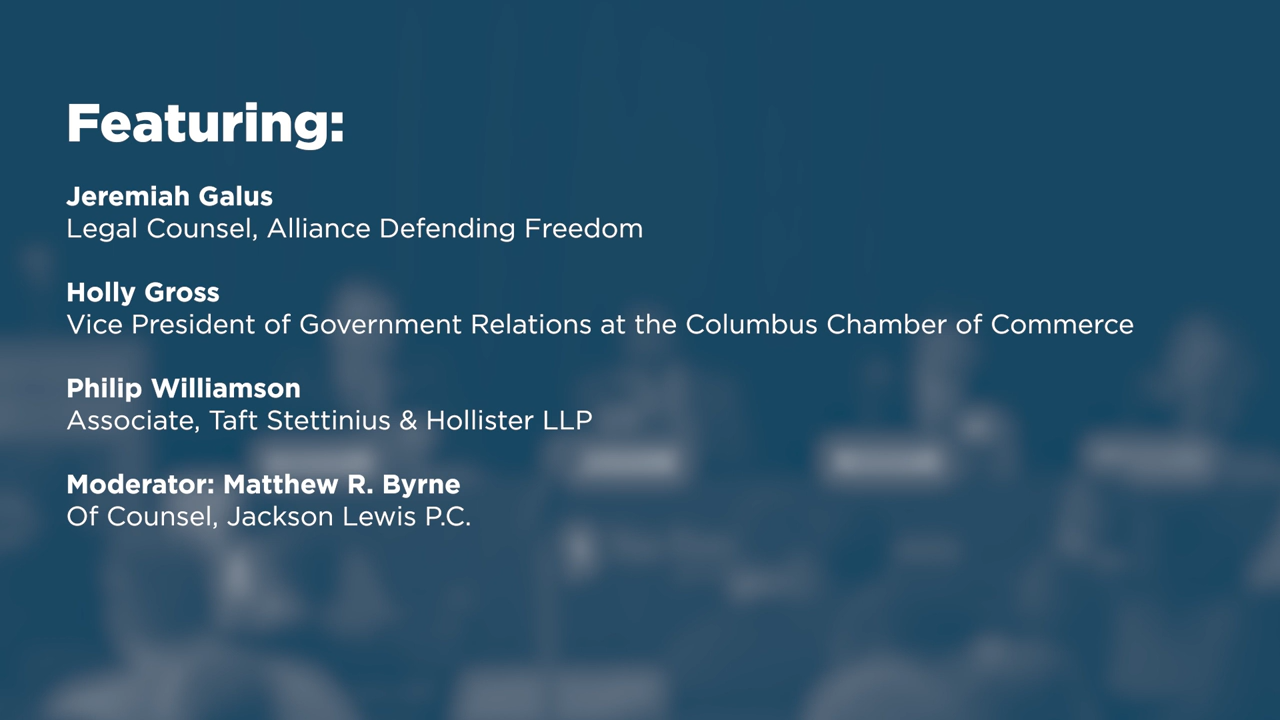 Featuring:
Jeremiah Galus
Legal Counsel, Alliance Defending Freedom
Holly Gross
Vice President of Government Relations at the Columbus Chamber of Commerce
Philip Williamson
Associate, Taft Stettinius & Hollister LLP
Moderator: Matthew R. Byrne
Of Counsel, Jackson Lewis P.C.